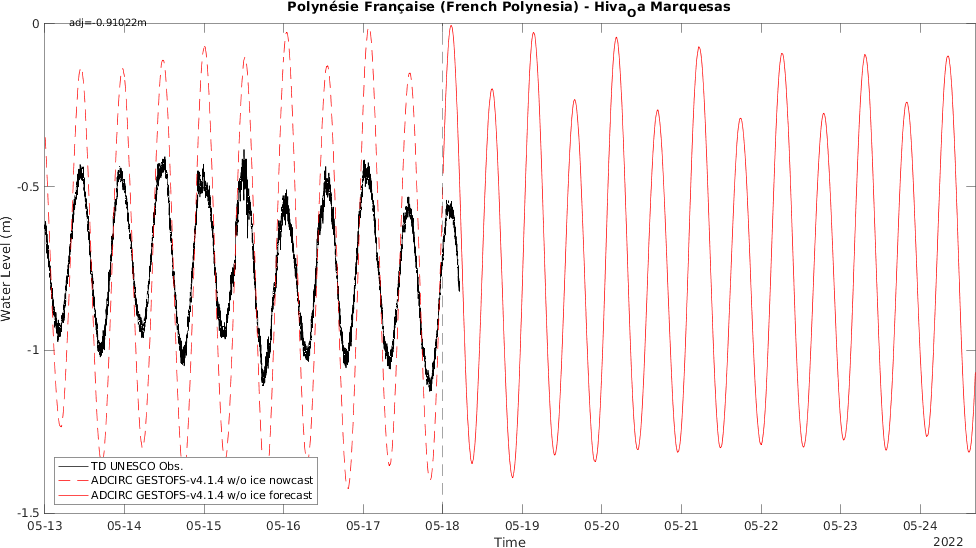 Polynésie Française (French Polynesia) - Hiva_Oa Marquesas
adj=-0.91022m
0
-0.5
-1
-1.5
Water Level (m)
TD UNESCO Obs.
ADCIRC GESTOFS-v4.1.4 w/o ice nowcast
ADCIRC GESTOFS-v4.1.4 w/o ice forecast
05-13 05-14 05-15 05-16 05-17 05-18 05-19 05-20 05-21 05-22 05-23 05-24
Time
2022